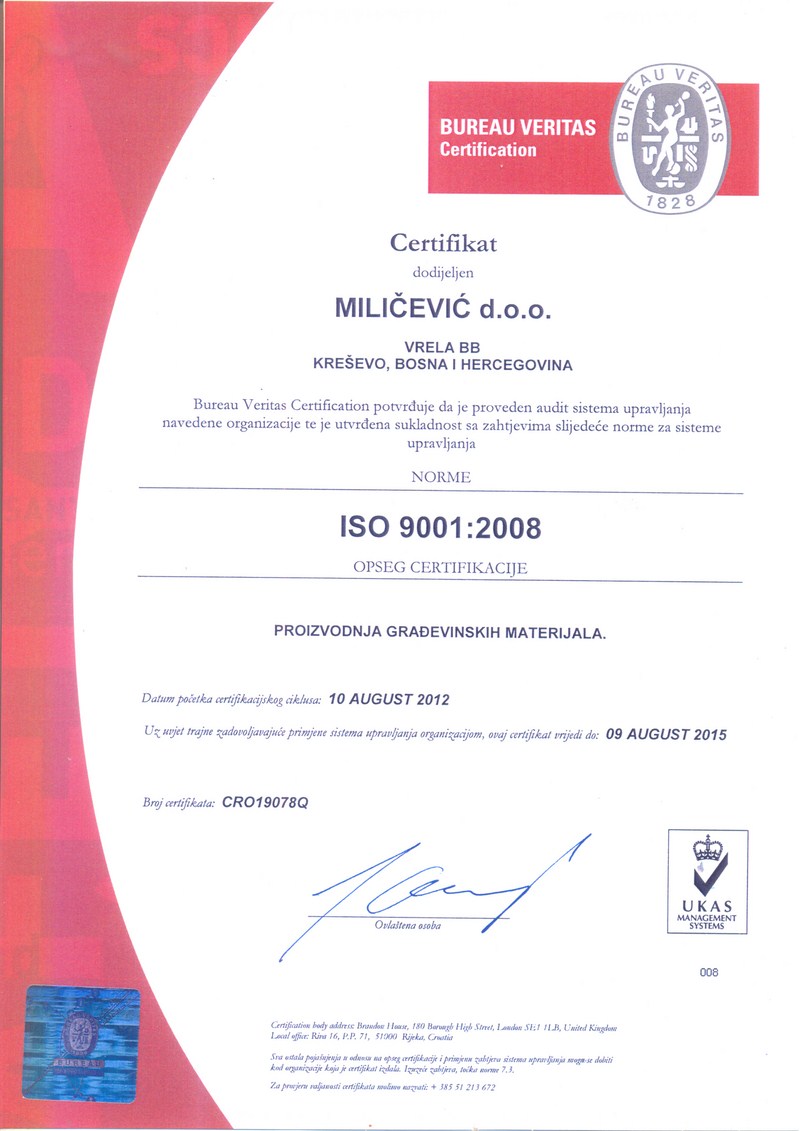 BUREAU VERITAS
Certification
BUREAU VERITAS
1828
Certifikat
dodijeljen
MILIČEVIĆ d.o.o.
VRELA BB
KREŠEVO, BOSNA I HERCEGOVINA
Bureau Veritas Certification potvrđuje da je proveden audit sistema upravljanja
navedene organizacije te je utvrđena sukladnost sa zahtjevima slijedeće norme za sisteme
upravljanja
NORME
ISO 9001:2008
OPSEG CERTIFIKACIJE
PROIZVODNJA GRAĐEVINSKIH MATERIJALA.
Datum početka certifikacijskog ciklusa: 10 AUGUST 2012
Uz uvjet trajne zadovoljavajuće primjene sistema upravljanja organizacijom, ovaj certifikat vrijedi do: 09 AUGUST 2015
Broj certifikata: CRO19078Q
Ovlaštena osoba
UKAS
MANAGEMENT
SYSTEMS
008
Certification body address: Brandon House, 180 Borough High Street, London SE1 1LB, United Kingdom
Local office: Riva 16, P.P. 71, 51000 Rijeka, Croatia
Sva ostala pojašnjenja u odnosu na opseg certifikacije i primjenu zahtjeva sistema upravljanja mogu se dobiti
kod organizacije kojoj je certifikat izdala. Izuzeće zahtjeva, točka norme 7.3.
Za provjeru valjanosti certifikata molimo nazvati: + 385 51 213 672
BUREAU